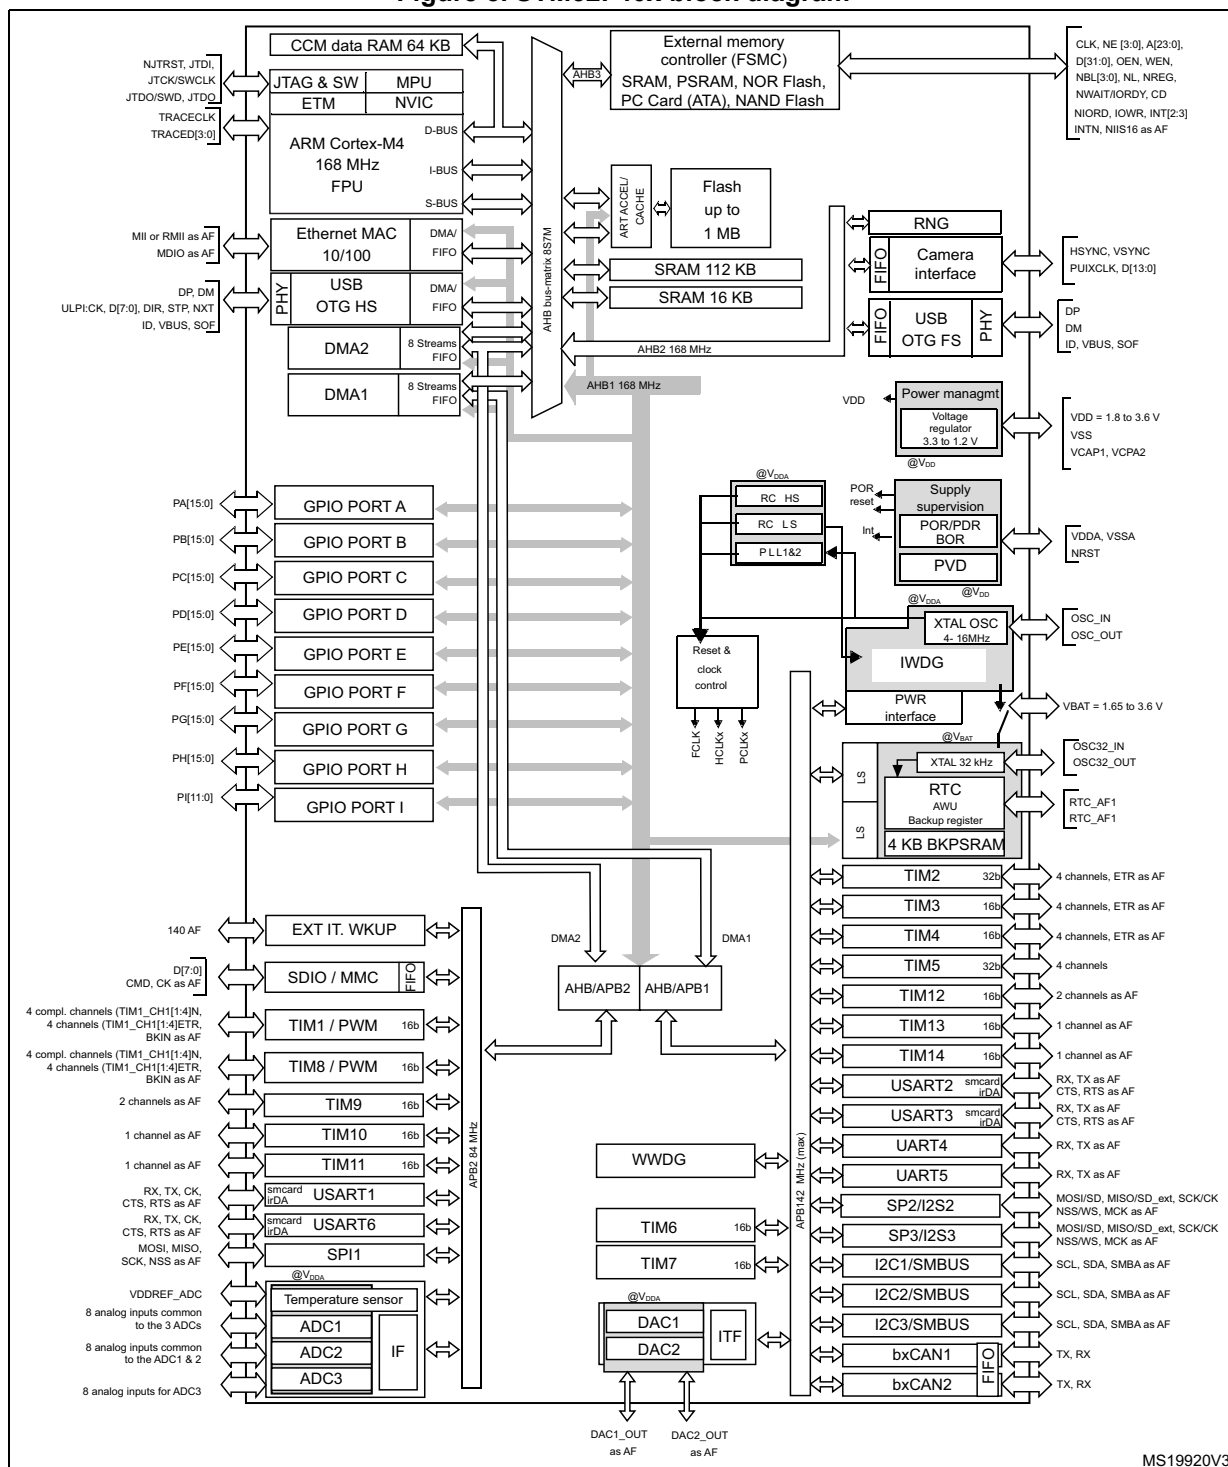 CCM data RAM 64 KB
External memory
controller (FSMC)
SRAM, PSRAM, NOR Flash,
PC Card (ATA), NAND Flash
AHB3
CLK, NE [3:0], A[23:0],
D[31:0], OEN, WEN,
NBL[3:0], NL, NREG,
NWAIT/IORDY, CD
NIORD, IOWR, INT[2:3]
INTN, NIIS16 as AF
NJTRST, JTDI,
JTCK/SWCLK
JTDO/SWD, JTDO
TRACECLK
TRACED[3:0]
JTAG & SW
MPU
ETM
NVIC
ARM Cortex-M4
168 MHz
FPU
D-BUS
I-BUS
S-BUS
AHB bus-matrix 8S7M
ART ACCEL/
CACHE
Flash
up to
1 MB
SRAM 112 KB
SRAM 16 KB
AHB2 168 MHz
AHB1 168 MHz
MII or RMII as AF
MDIO as AF
Ethernet MAC
10/100
DMA/
FIFO
DP, DM
ULPI:CK, D[7:0], DIR, STP, NXT
ID, VBUS, SOF
PHY
USB
OTG HS
DMA/
FIFO
DMA2
8 Streams
FIFO
DMA1
8 Streams
FIFO
RNG
FIFO
Camera
interface
HSYNC, VSYNC
PUIXCLK, D[13:0]
FIFO
USB
OTG FS
PHY
DP
DM
ID, VBUS, SOF
VDD
Power managmt
Voltage
regulator
3.3 to 1.2 V
@VDD
VDD = 1.8 to 3.6 V
VSS
VCAP1, VCPA2
@VDDA
RC HS
RC LS
PLL1&2
POR
reset
Int
Supply
supervision
POR/PDR
BOR
PVD
@VDD
VDDA, VSSA
NRST
@VDDA
XTAL OSC
4- 16MHz
IWDG
OSC_IN
OSC_OUT
PWR
interface
VBAT = 1.65 to 3.6 V
Reset &
clock
control
FCLK
HCLKx
PCLKx
@VBAT
LS
LS
XTAL 32 kHz
RTC
AWU
Backup register
4 KB BKPSRAM
OSC32_IN
OSC32_OUT
RTC_AF1
RTC_AF1
PA[15:0]
GPIO PORT A
PB[15:0]
GPIO PORT B
PC[15:0]
GPIO PORT C
PD[15:0]
GPIO PORT D
PE[15:0]
GPIO PORT E
PF[15:0]
GPIO PORT F
PG[15:0]
GPIO PORT G
PH[15:0]
GPIO PORT H
PI[11:0]
GPIO PORT I
DMA2
DMA1
AHB/APB2
AHB/APB1
140 AF
EXT IT. WKUP
D[7:0]
CMD, CK as AF
SDIO / MMC
FIFO
4 compl. channels (TIM1_CH1[1:4]N,
4 channels (TIM1_CH1[1:4]ETR,
BKIN as AF
TIM1 / PWM 16b
4 compl. channels (TIM1_CH1[1:4]N,
4 channels (TIM1_CH1[1:4]ETR,
BKIN as AF
TIM8 / PWM 16b
2 channels as AF
TIM9 16b
1 channel as AF
TIM10 16b
1 channel as AF
TIM11 16b
RX, TX, CK,
CTS, RTS as AF
smcard
irDA
USART1
RX, TX, CK,
CTS, RTS as AF
smcard
irDA
USART6
MOSI, MISO,
SCK, NSS as AF
SPI1
@VDDA
VDDREF_ADC
Temperature sensor
8 analog inputs common
to the 3 ADCs
ADC1
8 analog inputs common
to the ADC1 & 2
ADC2
8 analog inputs for ADC3
ADC3
IF
APB2 84 MHz
WWDG
TIM6 16b
TIM7 16b
@VDDA
DAC1
DAC2
ITF
DAC1_OUT
as AF
DAC2_OUT
as AF
APB142 MHz (max)
TIM2 32b
4 channels, ETR as AF
TIM3 16b
4 channels, ETR as AF
TIM4 16b
4 channels, ETR as AF
TIM5 32b
4 channels
TIM12 16b
2 channels as AF
TIM13 16b
1 channel as AF
TIM14 16b
1 channel as AF
USART2
smcard
irDA
RX, TX as AF
CTS, RTS as AF
USART3
smcard
irDA
RX, TX as AF
CTS, RTS as AF
UART4
RX, TX as AF
UART5
RX, TX as AF
SP2/I2S2
MOSI/SD, MISO/SD_ext, SCK/CK
NSS/WS, MCK as AF
SP3/I2S3
MOSI/SD, MISO/SD_ext, SCK/CK
NSS/WS, MCK as AF
I2C1/SMBUS
SCL, SDA, SMBA as AF
I2C2/SMBUS
SCL, SDA, SMBA as AF
I2C3/SMBUS
SCL, SDA, SMBA as AF
bxCAN1
TX, RX
bxCAN2
FIFO
TX, RX
MS19920V3